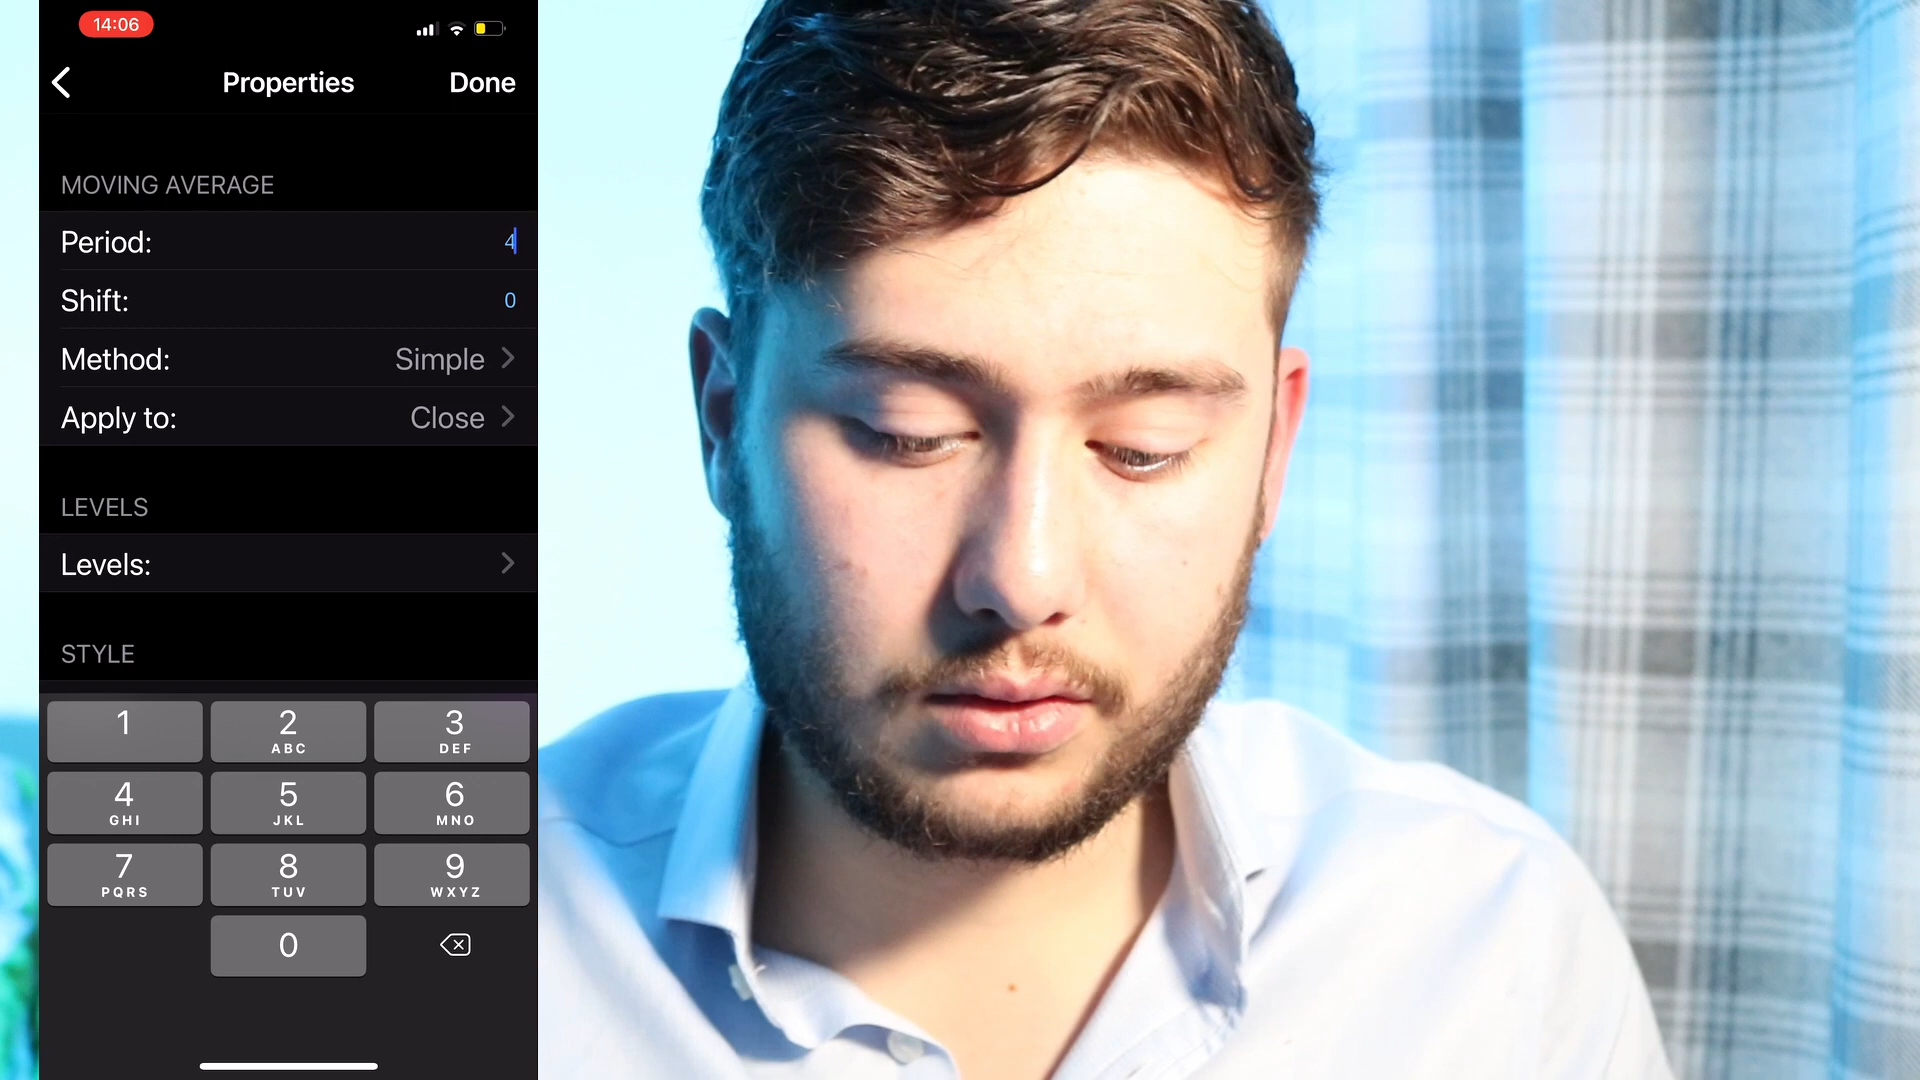 14:06
Properties
Done
MOVING AVERAGE
Period: 4
Shift: 0
Method: Simple
Apply to: Close
LEVELS
Levels:
STYLE
1
2 ABC
3 DEF
4 GHI
5 JKL
6 MNO
7 PQRS
8 TUV
9 WXYZ
0